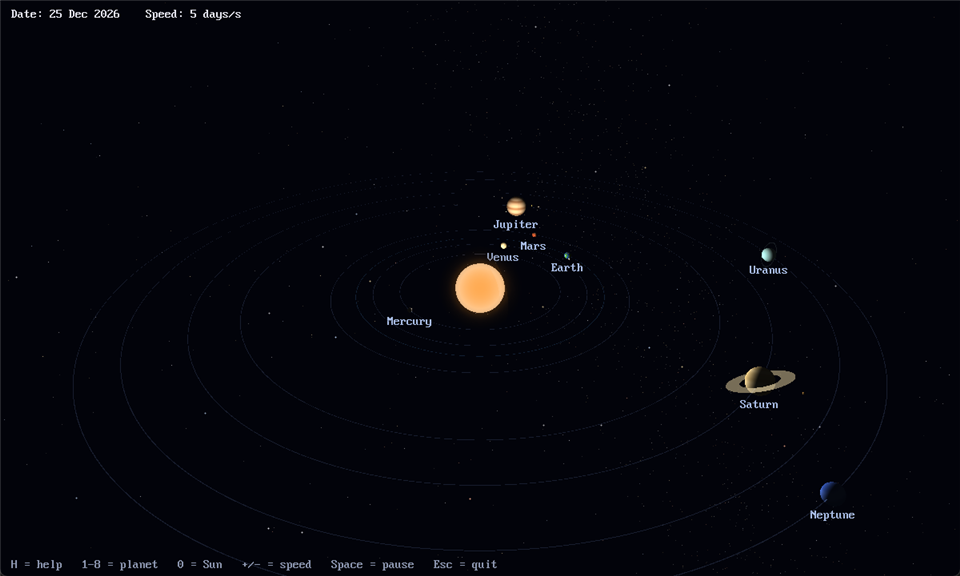 Date: 25 Dec 2026    Speed: 5 days/s
Jupiter
Mars
Venus
Earth
Uranus
Mercury
Saturn
Neptune
H = help   1-8 = planet   0 = Sun   +/- = speed   Space = pause   Esc = quit